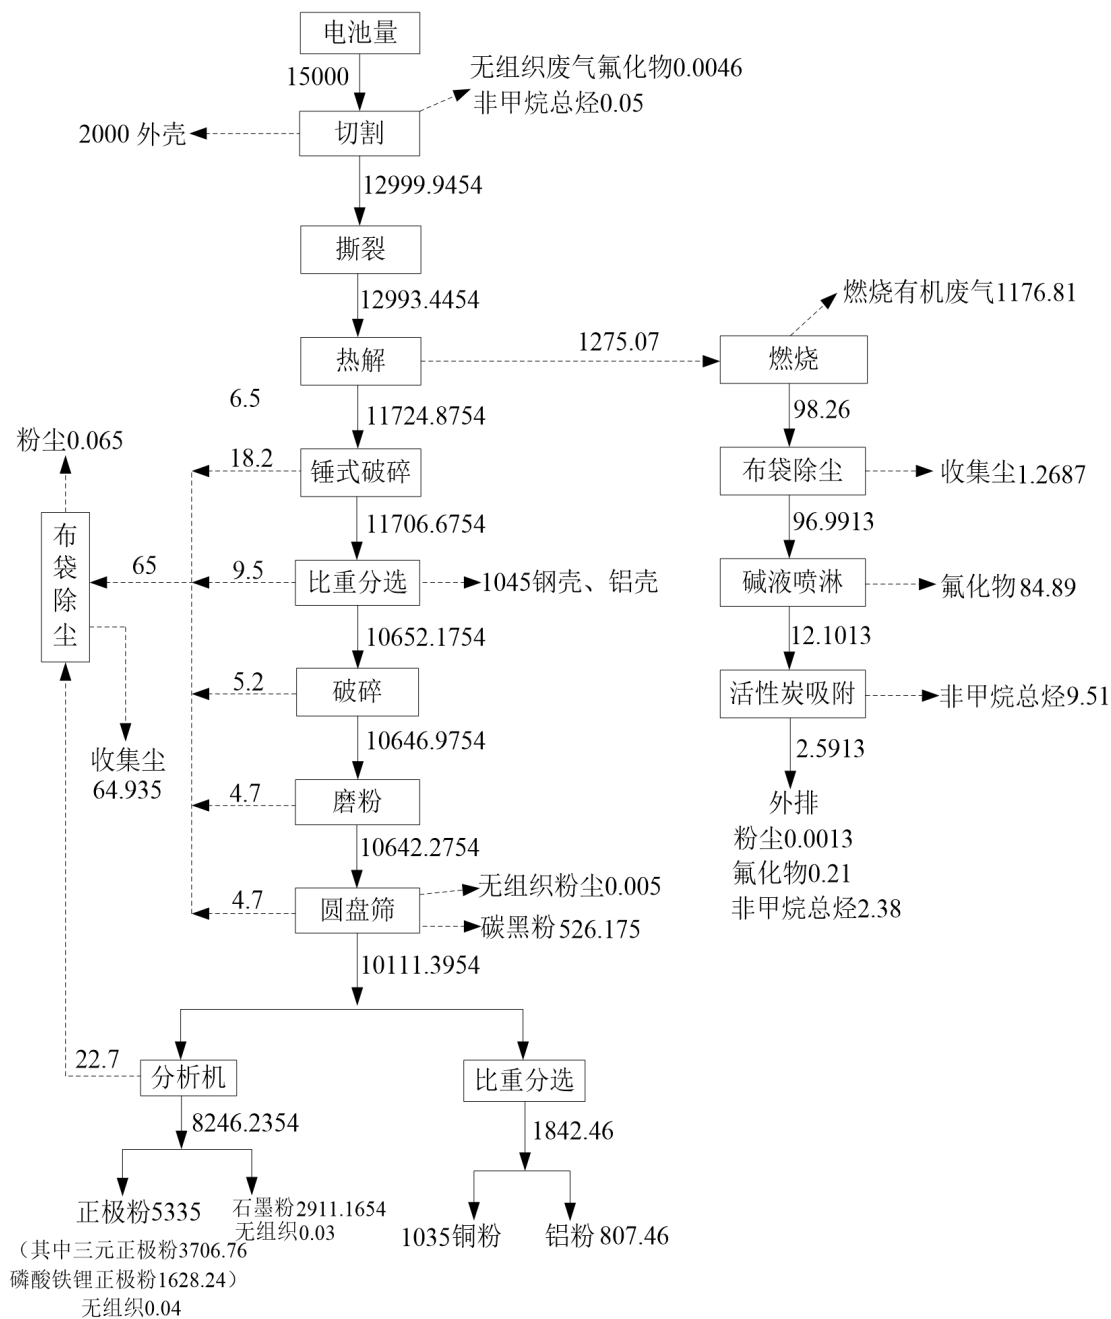 电池量
15000
无组织废气氟化物0.0046
非甲烷总烃0.05
2000 外壳
切割
12999.9454
撕裂
12993.4454
燃烧有机废气1176.81
1275.07
热解
燃烧
6.5
11724.8754
98.26
粉尘0.065
18.2
锤式破碎
布袋除尘
收集尘1.2687
11706.6754
96.9913
布袋除尘
65
9.5
比重分选
1045钢壳、铝壳
碱液喷淋
氟化物84.89
10652.1754
12.1013
5.2
破碎
活性炭吸附
非甲烷总烃9.51
10646.9754
2.5913
收集尘
64.935
4.7
磨粉
外排
粉尘0.0013
氟化物0.21
非甲烷总烃2.38
10642.2754
4.7
圆盘筛
无组织粉尘0.005
碳黑粉526.175
10111.3954
22.7
分析机
比重分选
8246.2354
1842.46
正极粉5335
石墨粉2911.1654
无组织0.03
1035铜粉
铝粉807.46
（其中三元正极粉3706.76
磷酸铁锂正极粉1628.24）
无组织0.04